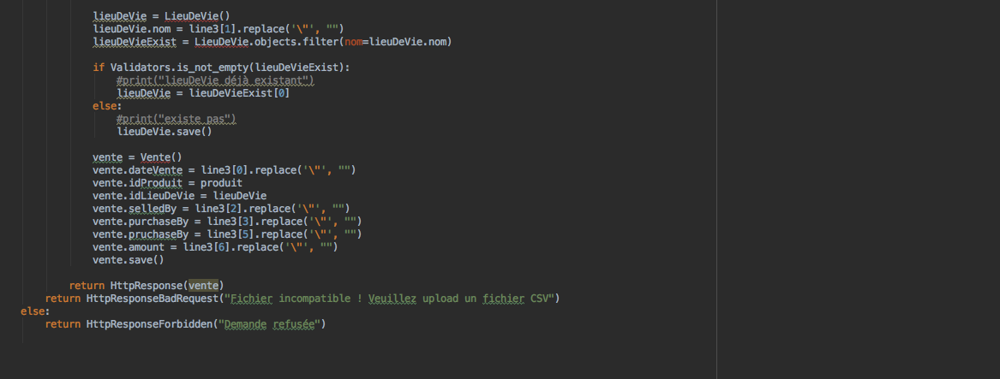 lieuDeVie = LieuDeVie()
lieuDeVie.nom = line3[1].replace('\"', "")
lieuDeVieExist = LieuDeVie.objects.filter(nom=lieuDeVie.nom)
if Validators.is_not_empty(lieuDeVieExist):
#print("lieuDeVie déjà existant")
lieuDeVie = lieuDeVieExist[0]
else:
#print("existe pas")
lieuDeVie.save()
vente = Vente()
vente.dateVente = line3[0].replace('\"', "")
vente.idProduit = produit
vente.idLieuDeVie = lieuDeVie
vente.selledBy = line3[2].replace('\"', "")
vente.purchaseBy = line3[3].replace('\"', "")
vente.pruchaseBy = line3[5].replace('\"', "")
vente.amount = line3[6].replace('\"', "")
vente.save()
return HttpResponse(vente)
return HttpResponseBadRequest("Fichier incompatible ! Veuillez upload un fichier CSV")
else:
return HttpResponseForbidden("Demande refusée")